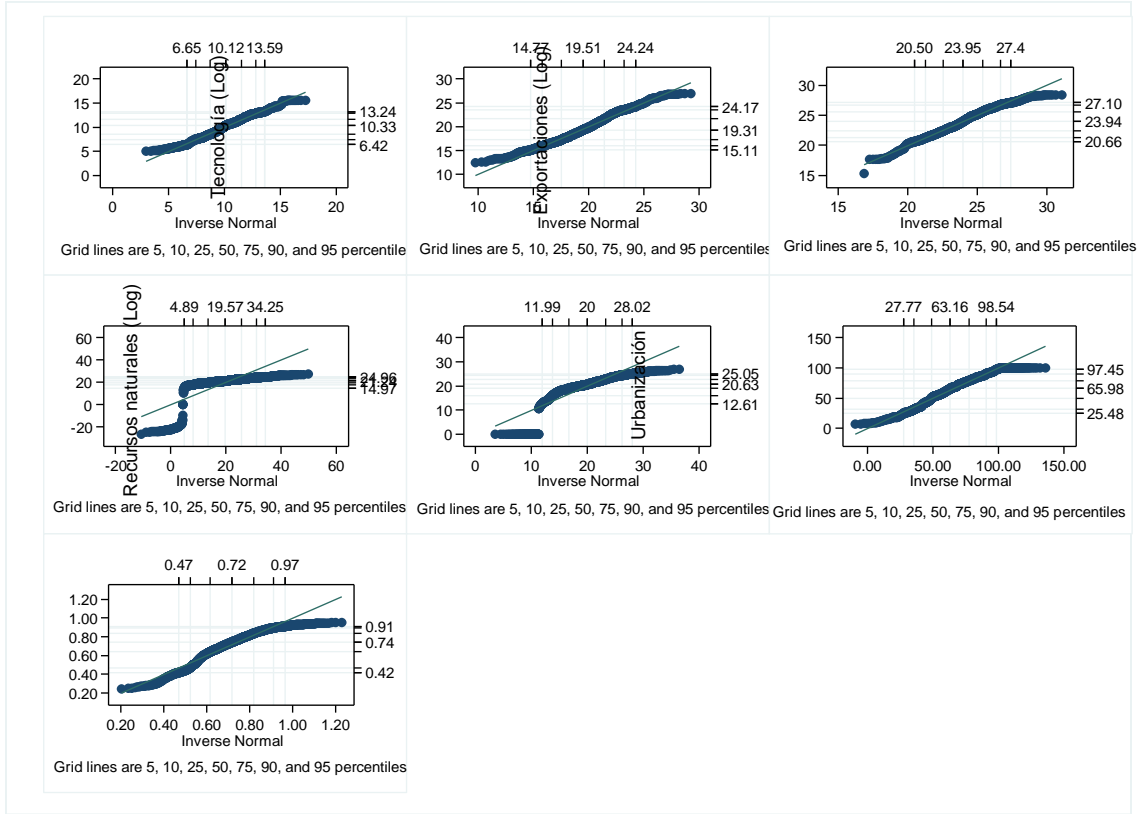 6.65 10.12 13.59
20
15
10
5
0
13.24
10.33
6.42
0 5 10 15 20
Tecnología (Log)
Inverse Normal
Grid lines are 5, 10, 25, 50, 75, 90, and 95 percentiles
14.77 19.51 24.24
30
25
20
15
10
24.17
19.31
15.11
10 15 20 25 30
Exportaciones (Log)
Inverse Normal
Grid lines are 5, 10, 25, 50, 75, 90, and 95 percentiles
20.50 23.95 27.4
30
25
20
15
27.10
23.94
20.66
15 20 25 30
Inverse Normal
Grid lines are 5, 10, 25, 50, 75, 90, and 95 percentiles
4.89 19.57 34.25
60
40
20
0
-20
24.96
14.97
-20 0 20 40 60
Recursos naturales (Log)
Inverse Normal
Grid lines are 5, 10, 25, 50, 75, 90, and 95 percentiles
11.99 20 28.02
40
30
20
10
0
25.05
20.63
12.61
0 10 20 30 40
Urbanización
Inverse Normal
Grid lines are 5, 10, 25, 50, 75, 90, and 95 percentiles
27.77 63.16 98.54
150
100
50
0
97.45
65.98
25.48
0.00 50.00 100.00 150.00
Inverse Normal
Grid lines are 5, 10, 25, 50, 75, 90, and 95 percentiles
0.47 0.72 0.97
1.20
1.00
0.80
0.60
0.40
0.20
0.91
0.74
0.42
0.20 0.40 0.60 0.80 1.00 1.20
Inverse Normal
Grid lines are 5, 10, 25, 50, 75, 90, and 95 percentiles